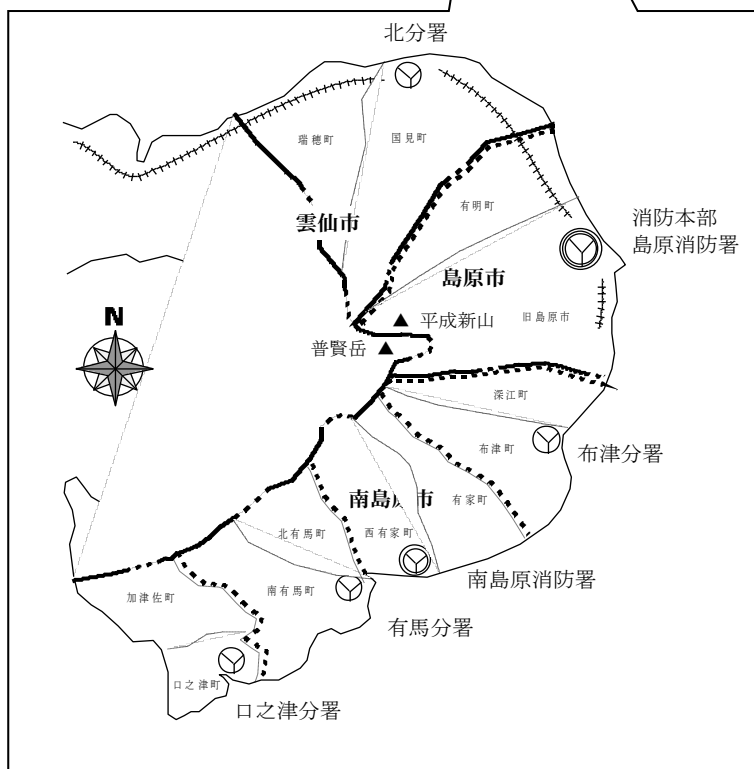 北分署
瑞穂町
国見町
有明町
雲仙市
消防本部
島原消防署
島原市
N
平成新山
旧島原市
普賢岳
深江町
布津町
布津分署
南島原市
有家町
北有馬町
西有家町
南島原消防署
加津佐町
南有馬町
有馬分署
口之津町
口之津分署